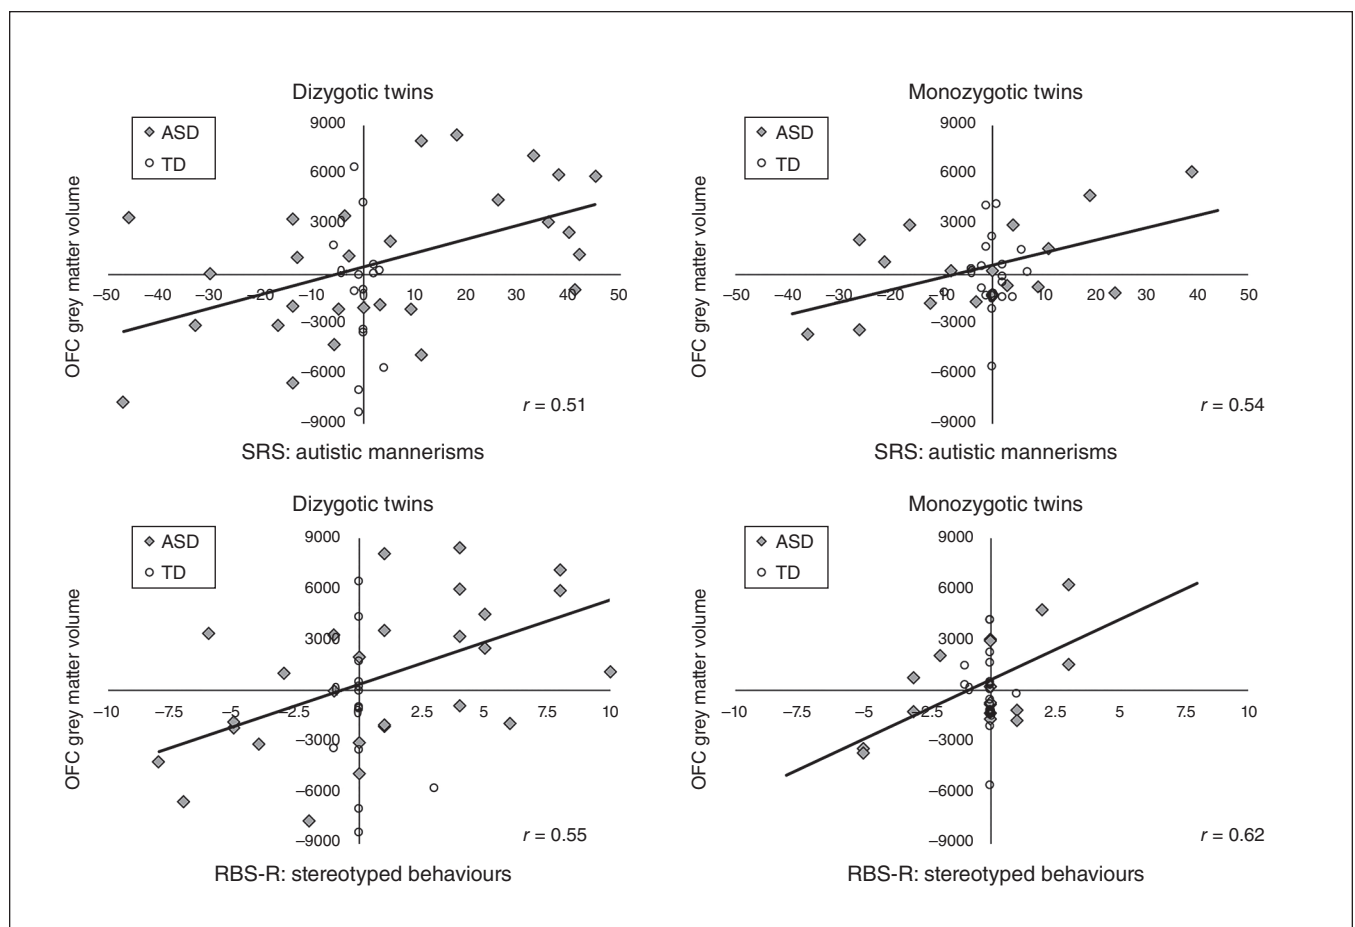 Dizygotic twins
ASD
TD
OFC grey matter volume
9000
6000
3000
–3000
–6000
–9000
–50 –40 –30 –20 –10 0 10 20 30 40 50
r = 0.51
SRS: autistic mannerisms
Monozygotic twins
ASD
TD
OFC grey matter volume
9000
6000
3000
–3000
–6000
–9000
–50 –40 –30 –20 –10 0 10 20 30 40 50
r = 0.54
SRS: autistic mannerisms
Dizygotic twins
ASD
TD
OFC grey matter volume
9000
6000
3000
–3000
–6000
–9000
–10 –7.5 –5 –2.5 0 2.5 5 7.5 10
r = 0.55
RBS-R: stereotyped behaviours
Monozygotic twins
ASD
TD
OFC grey matter volume
9000
6000
3000
–3000
–6000
–9000
–10 –7.5 –5 –2.5 2.5 5 7.5 10
r = 0.62
RBS-R: stereotyped behaviours